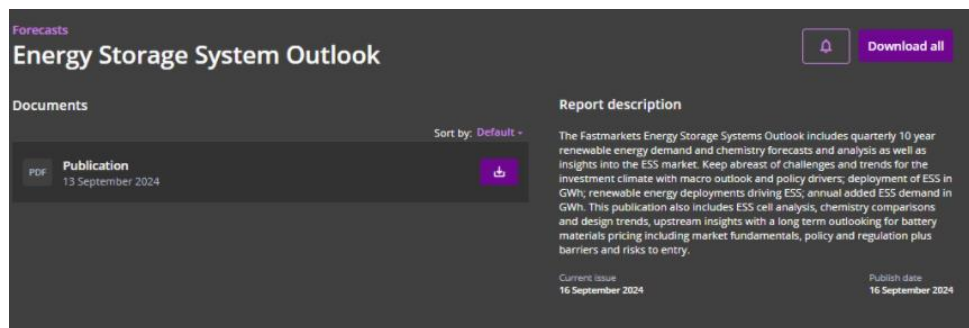 Forecasts
Energy Storage System Outlook
Download all
Documents
Sort by: Default
PDF
Publication
13 September 2024
Report description
The Fastmarkets Energy Storage Systems Outlook includes quarterly 10 year
renewable energy demand and chemistry forecasts and analysis as well as
insights into the ESS market. Keep abreast of challenges and trends for the
investment climate with macro outlook and policy drivers; deployment of ESS in
GWh; renewable energy deployments driving ESS; annual added ESS demand in
GWh. This publication also includes ESS cell analysis, chemistry comparisons
and design trends, upstream insights with a long term outlooking for battery
materials pricing including market fundamentals, policy and regulation plus
barriers and risks to entry.
Current issue
16 September 2024
Publish date
16 September 2024